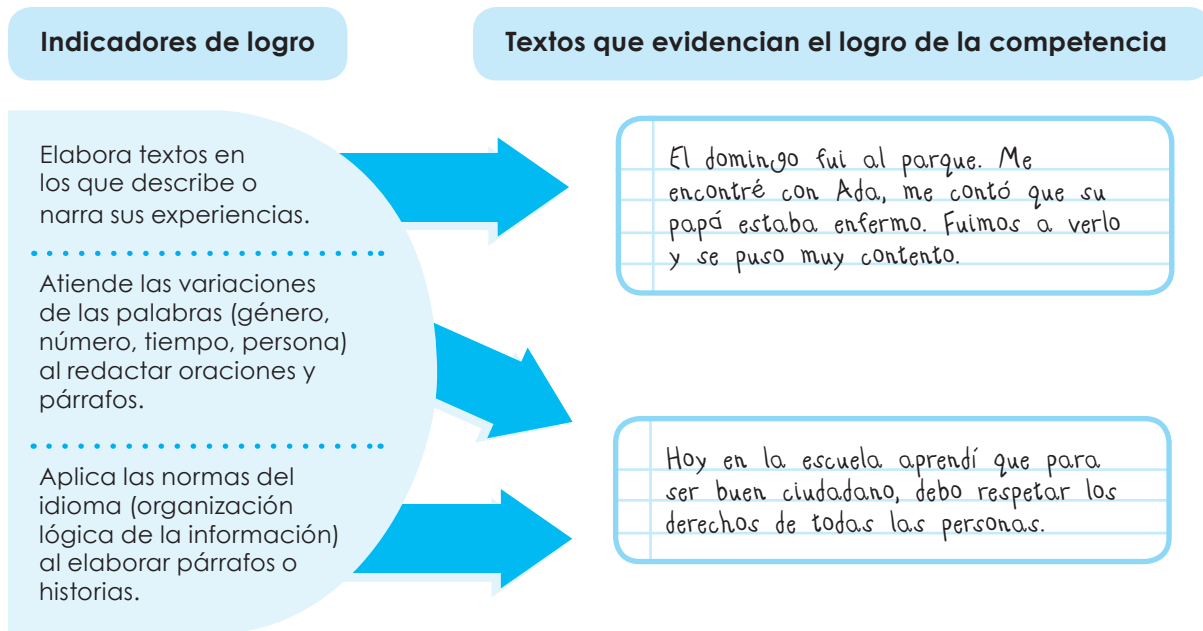 Indicadores de logro
Textos que evidencian el logro de la competencia
Elabora textos en
los que describe o
narra sus experiencias.
Atiende las variaciones
de las palabras (género,
número, tiempo, persona)
al redactar oraciones y
párrafos.
Aplica las normas del
idioma (organización
lógica de la información)
al elaborar párrafos o
historias.
El domingo fui al parque. Me
encontré con Ada, me contó que su
papá estaba enfermo. Fuimos a verlo
y se puso muy contento.
Hoy en la escuela aprendí que para
ser buen ciudadano, debo respetar los
derechos de todas las personas.